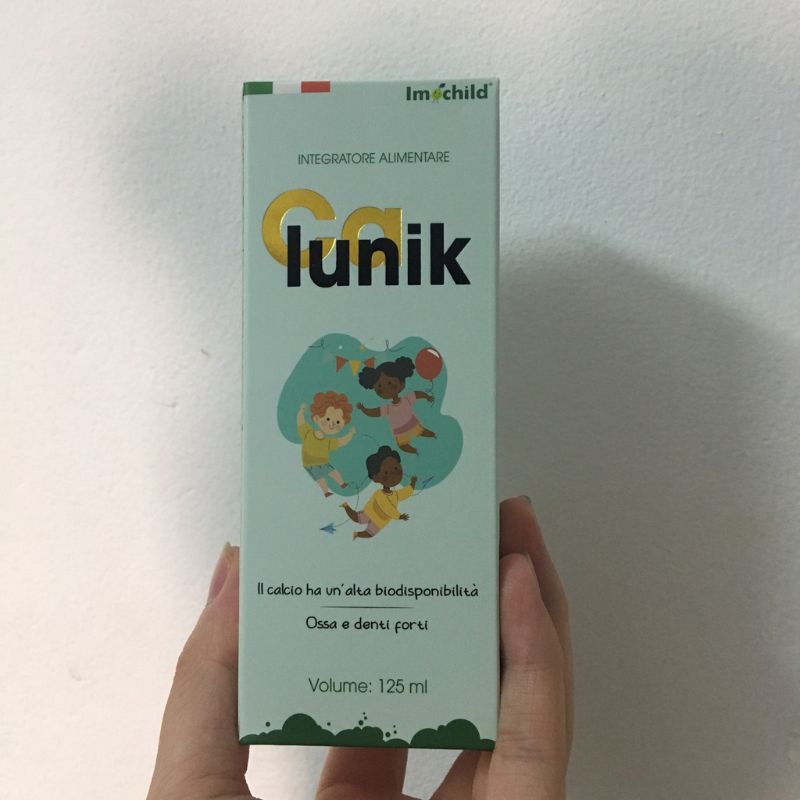 Imochild®
INTEGRATORE ALIMENTARE
Ca
lunik
Il calcio ha un'alta biodisponibilità
Ossa e denti forti
Volume: 125 ml